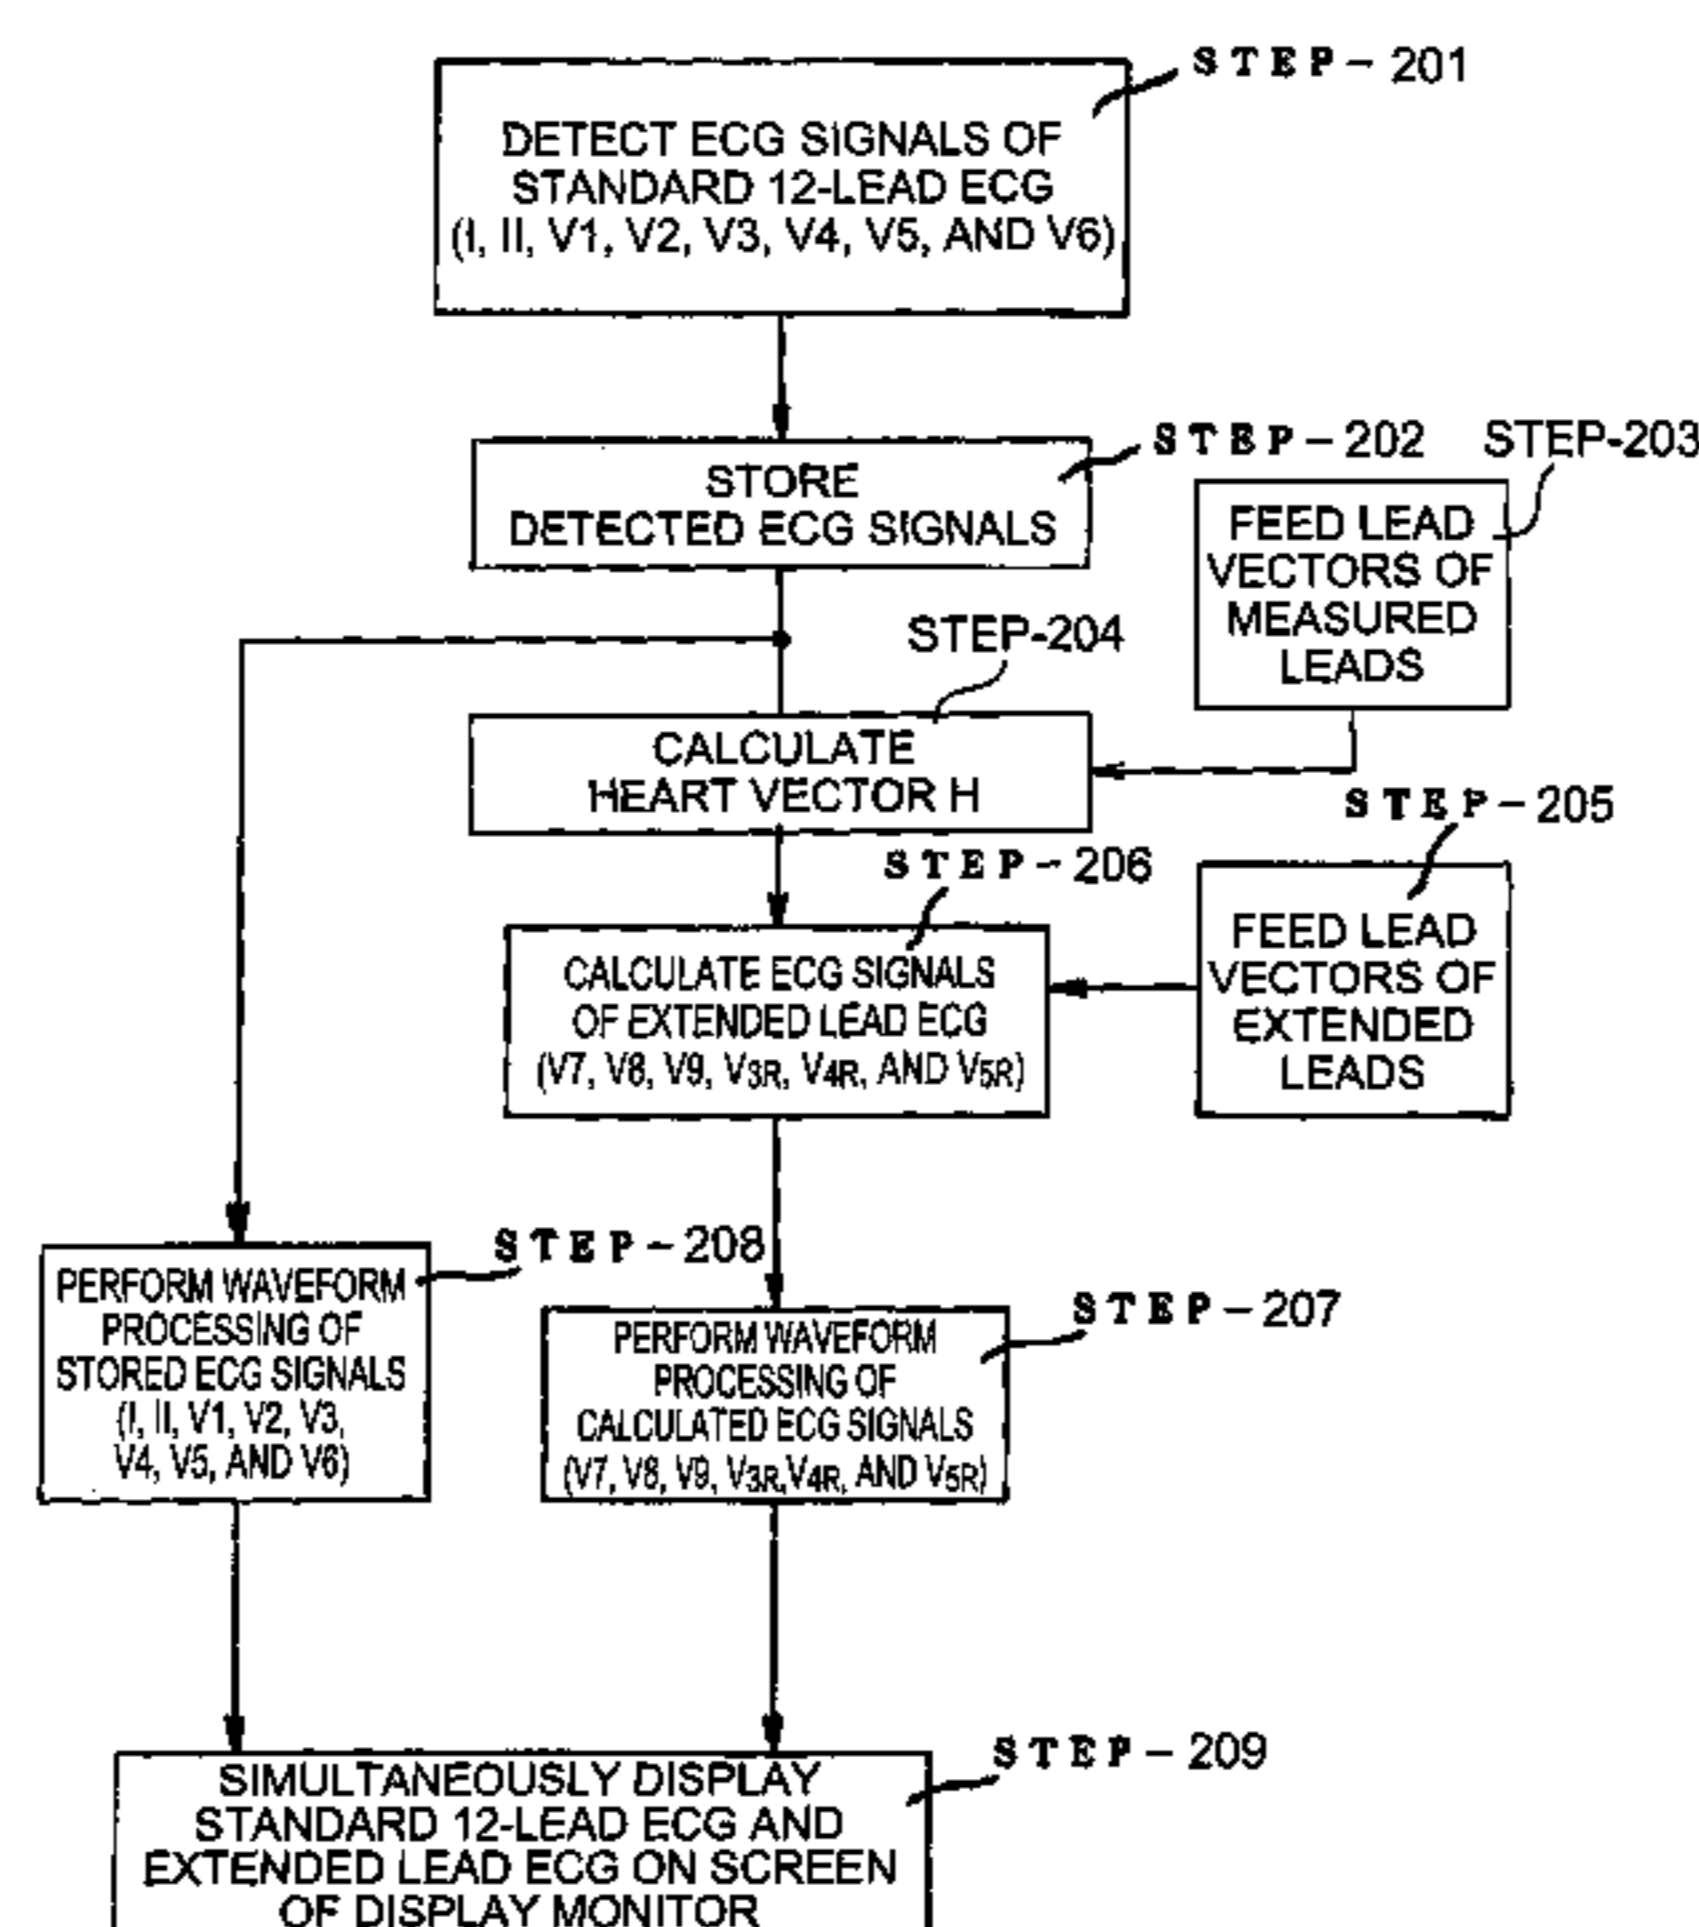 STEP-201
DETECT ECG SIGNALS OF
STANDARD 12-LEAD ECG
(I, II, V1, V2, V3, V4, V5, AND V6)
STEP-202
STORE
DETECTED ECG SIGNALS
STEP-203
FEED LEAD
VECTORS OF
MEASURED
LEADS
STEP-204
CALCULATE
HEART VECTOR H
STEP-205
FEED LEAD
VECTORS OF
EXTENDED
LEADS
STEP-206
CALCULATE ECG SIGNALS
OF EXTENDED LEAD ECG
(V7, V8, V9, V3R, V4R, AND V5R)
STEP-208
PERFORM WAVEFORM
PROCESSING OF
STORED ECG SIGNALS
(I, II, V1, V2, V3,
V4, V5, AND V6)
STEP-207
PERFORM WAVEFORM
PROCESSING OF
CALCULATED ECG SIGNALS
(V7, V8, V9, V3R,V4R, AND V5R)
STEP-209
SIMULTANEOUSLY DISPLAY
STANDARD 12-LEAD ECG AND
EXTENDED LEAD ECG ON SCREEN
OF DISPLAY MONITOR